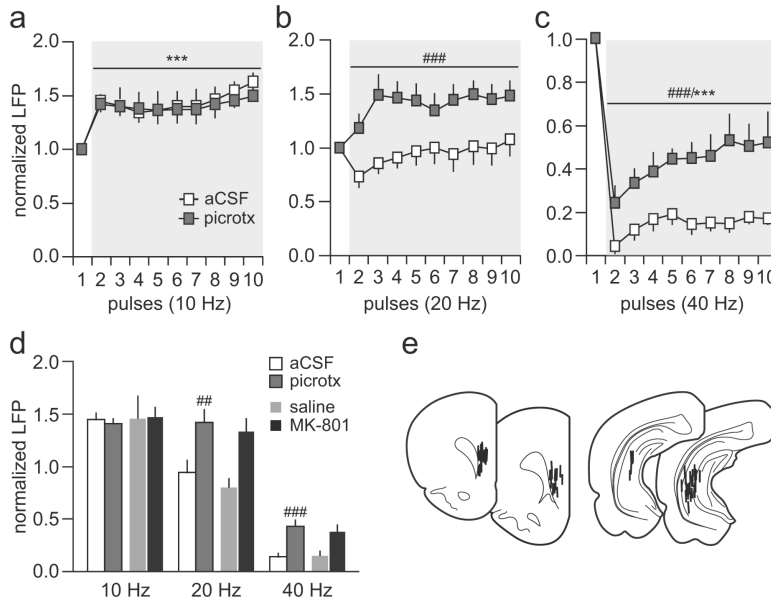 a
b
c
normalized LFP
2.0
1.5
1.0
0.5
0.0
***
aCSF
picrotx
1 2 3 4 5 6 7 8 9 10
pulses (10 Hz)
2.0
1.5
1.0
0.5
0.0
###
1 2 3 4 5 6 7 8 9 10
pulses (20 Hz)
1.0
0.8
0.6
0.4
0.2
0.0
###/***
1 2 3 4 5 6 7 8 9 10
pulses (40 Hz)
d
normalized LFP
2.0
1.5
1.0
0.5
0.0
aCSF
picrotx
saline
MK-801
##
###
10 Hz 20 Hz 40 Hz
e